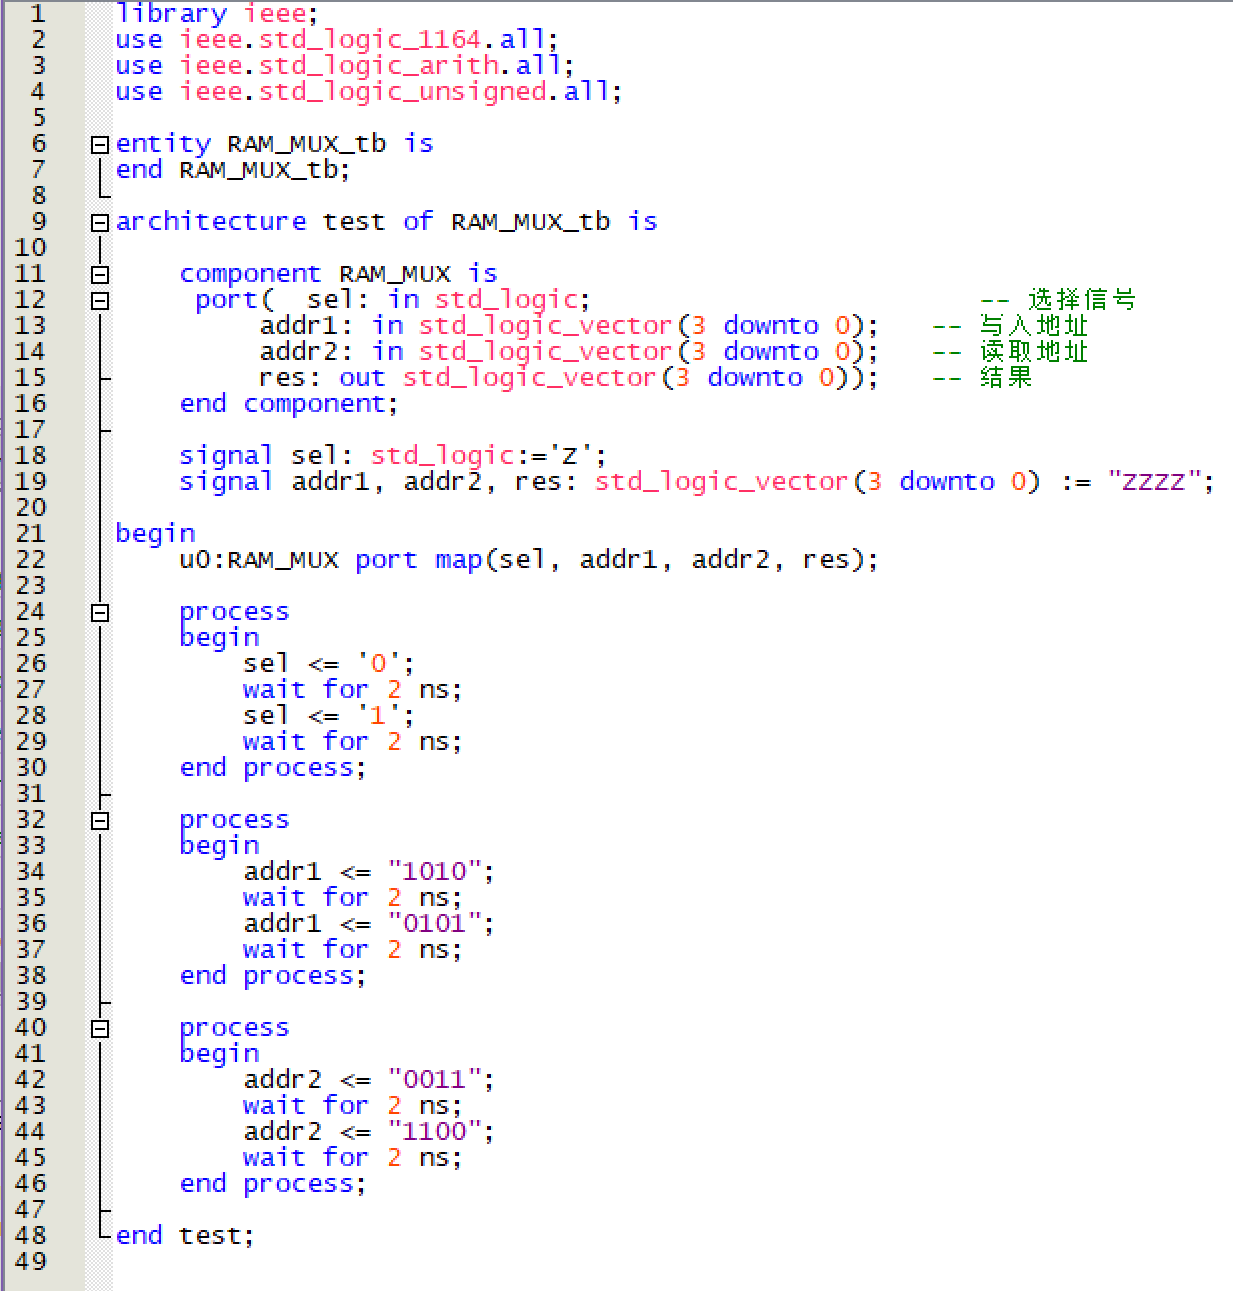 1 library ieee;
2 use ieee.std_logic_1164.all;
3 use ieee.std_logic_arith.all;
4 use ieee.std_logic_unsigned.all;
5
6 entity RAM_MUX_tb is
7 end RAM_MUX_tb;
8
9 architecture test of RAM_MUX_tb is
10
11     component RAM_MUX is
12      port(  sel: in std_logic;                        -- 选择信号
13          addr1: in std_logic_vector(3 downto 0);   -- 写入地址
14          addr2: in std_logic_vector(3 downto 0);   -- 读取地址
15          res: out std_logic_vector(3 downto 0));   -- 结果
16     end component;
17
18     signal sel: std_logic:='Z';
19     signal addr1, addr2, res: std_logic_vector(3 downto 0) := "ZZZZ";
20
21 begin
22     u0:RAM_MUX port map(sel, addr1, addr2, res);
23
24     process
25     begin
26         sel <= '0';
27         wait for 2 ns;
28         sel <= '1';
29         wait for 2 ns;
30     end process;
31
32     process
33     begin
34         addr1 <= "1010";
35         wait for 2 ns;
36         addr1 <= "0101";
37         wait for 2 ns;
38     end process;
39
40     process
41     begin
42         addr2 <= "0011";
43         wait for 2 ns;
44         addr2 <= "1100";
45         wait for 2 ns;
46     end process;
47
48 end test;
49